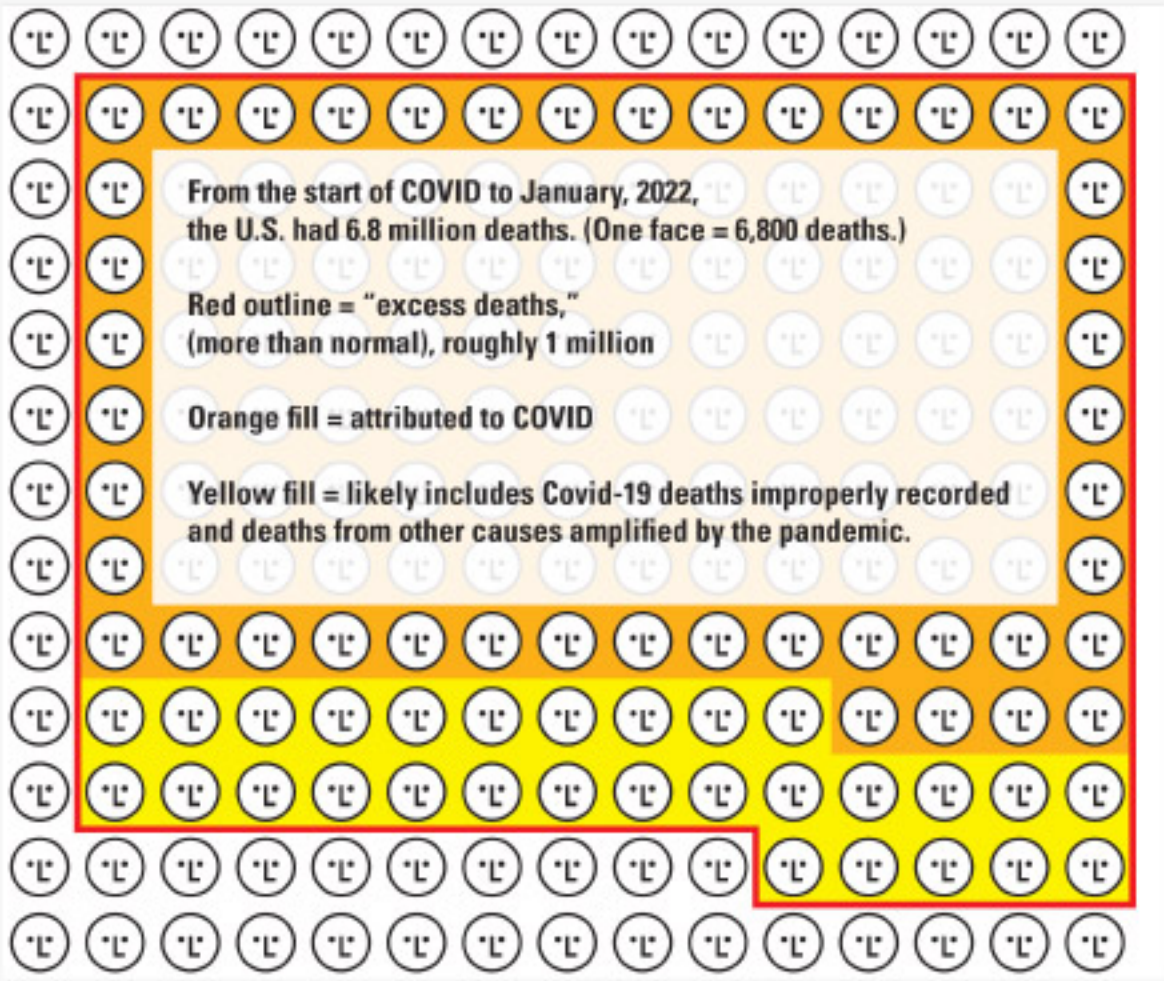 From the start of COVID to January, 2022,
the U.S. had 6.8 million deaths. (One face = 6,800 deaths.)
Red outline = “excess deaths,”
(more than normal), roughly 1 million
Orange fill = attributed to COVID
Yellow fill = likely includes Covid-19 deaths improperly recorded
and deaths from other causes amplified by the pandemic.